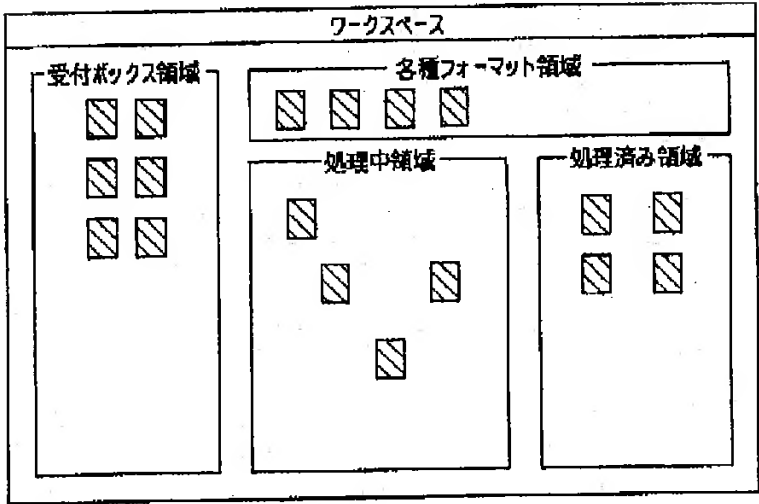 ワークスペース
受付ボックス領域
各種フォーマット領域
処理中領域
処理済み領域